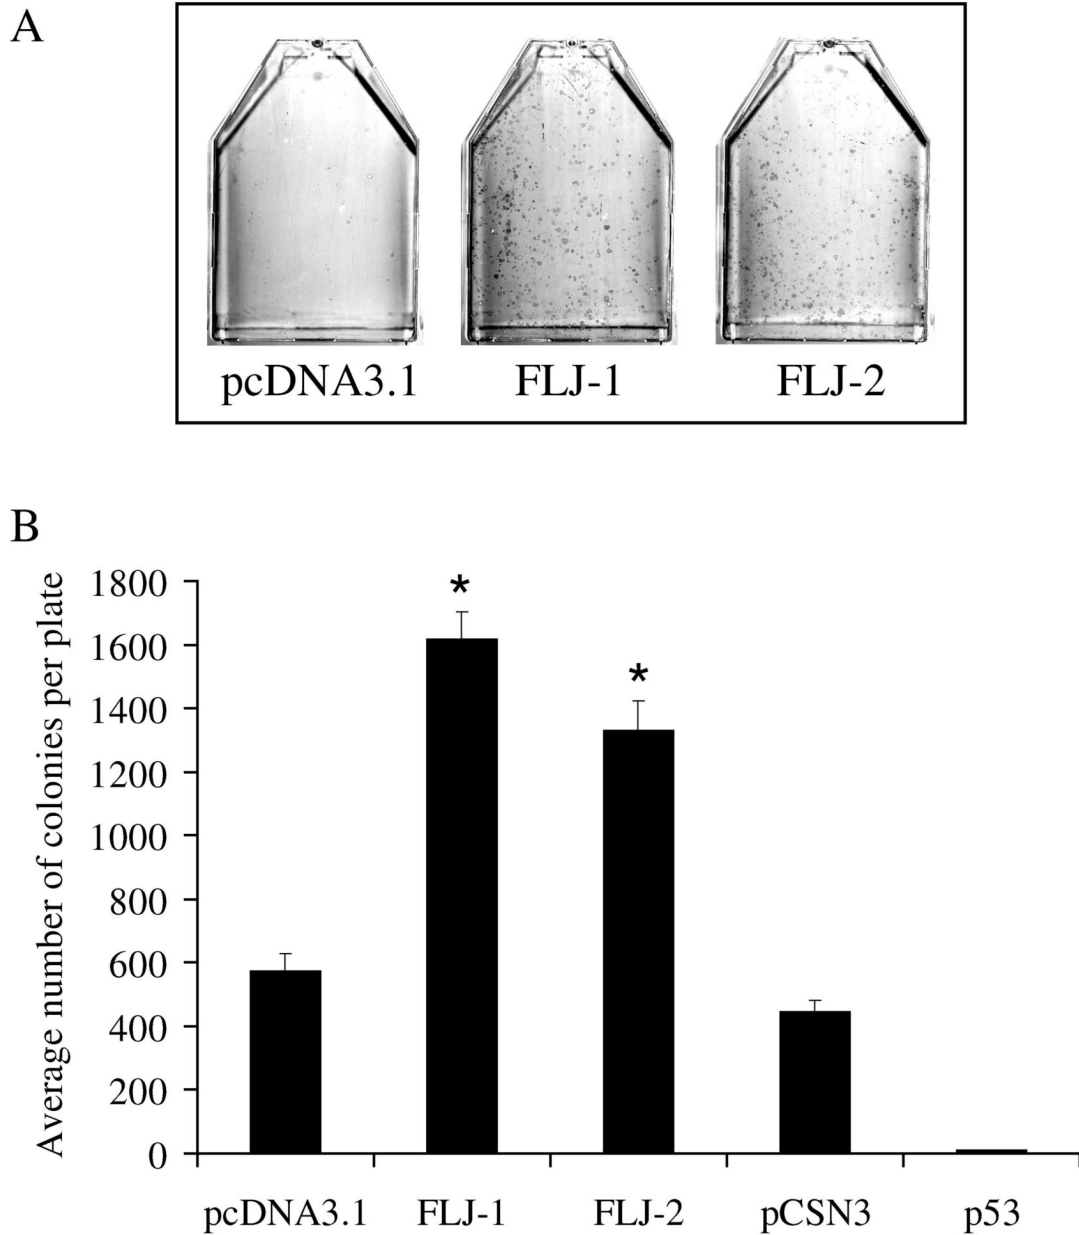 A
pcDNA3.1 FLJ-1 FLJ-2
B
Average number of colonies per plate
1800
1600
1400
1200
1000
800
600
400
200
0
*
*
pcDNA3.1 FLJ-1 FLJ-2 pCSN3 p53